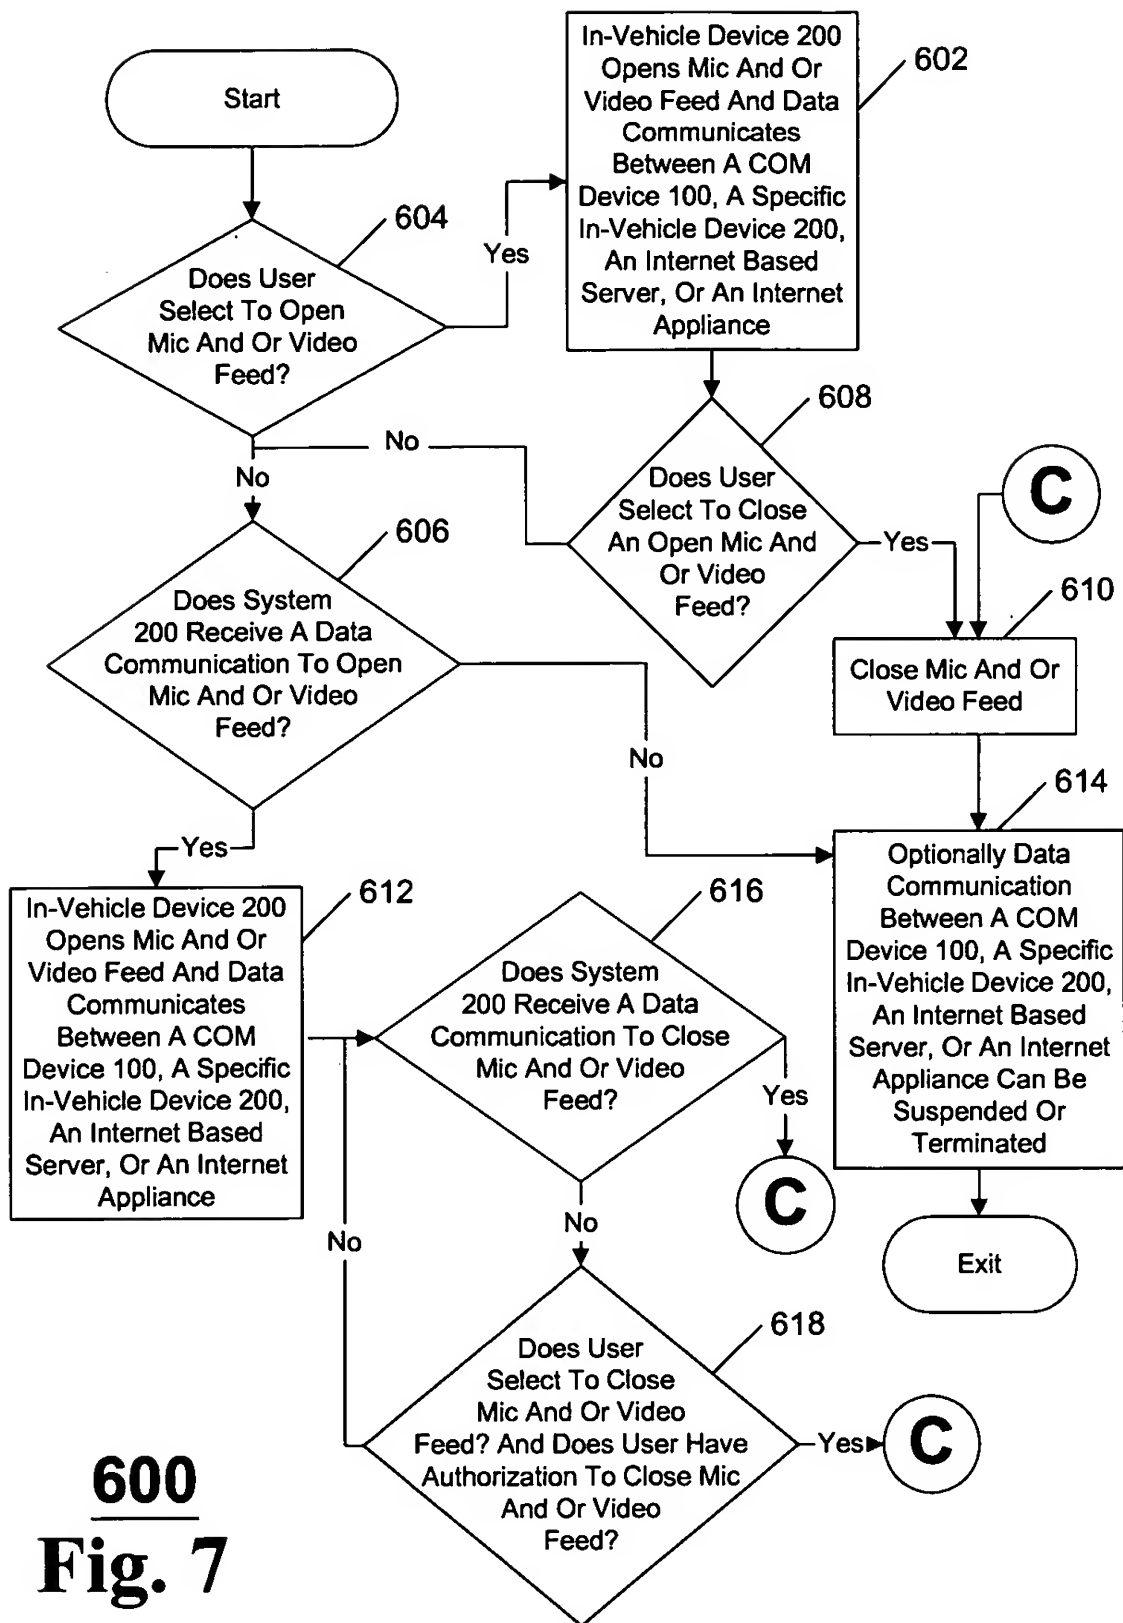 Start
In-Vehicle Device 200
Opens Mic And Or
Video Feed And Data
Communicates
Between A COM
Device 100, A Specific
In-Vehicle Device 200,
An Internet Based
Server, Or An Internet
Appliance
602
604
Does User
Select To Open
Mic And Or Video
Feed?
Yes
No
608
Does User
Select To Close
An Open Mic And
Or Video
Feed?
No
Yes
C
606
Does System
200 Receive A Data
Communication To Open
Mic And Or Video
Feed?
No
Yes
610
Close Mic And Or
Video Feed
614
Optionally Data
Communication
Between A COM
Device 100, A Specific
In-Vehicle Device 200,
An Internet Based
Server, Or An Internet
Appliance Can Be
Suspended Or
Terminated
612
In-Vehicle Device 200
Opens Mic And Or
Video Feed And Data
Communicates
Between A COM
Device 100, A Specific
In-Vehicle Device 200,
An Internet Based
Server, Or An Internet
Appliance
616
Does System
200 Receive A Data
Communication To Close
Mic And Or Video
Feed?
Yes
C
No
No
Exit
618
Does User
Select To Close
Mic And Or Video
Feed? And Does User Have
Authorization To Close Mic
And Or Video
Feed?
Yes
C
600
Fig. 7